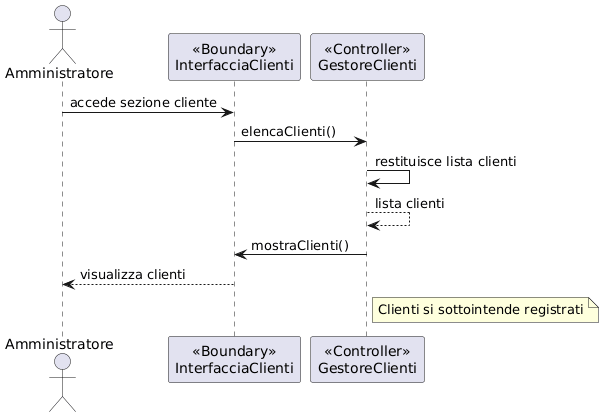 «Boundary»
InterfacciaClienti
«Controller»
GestoreClienti
Amministratore
accede sezione cliente
elencaClienti()
restituisce lista clienti
lista clienti
mostraClienti()
visualizza clienti
Clienti si sottointende registrati
Amministratore
«Boundary»
InterfacciaClienti
«Controller»
GestoreClienti